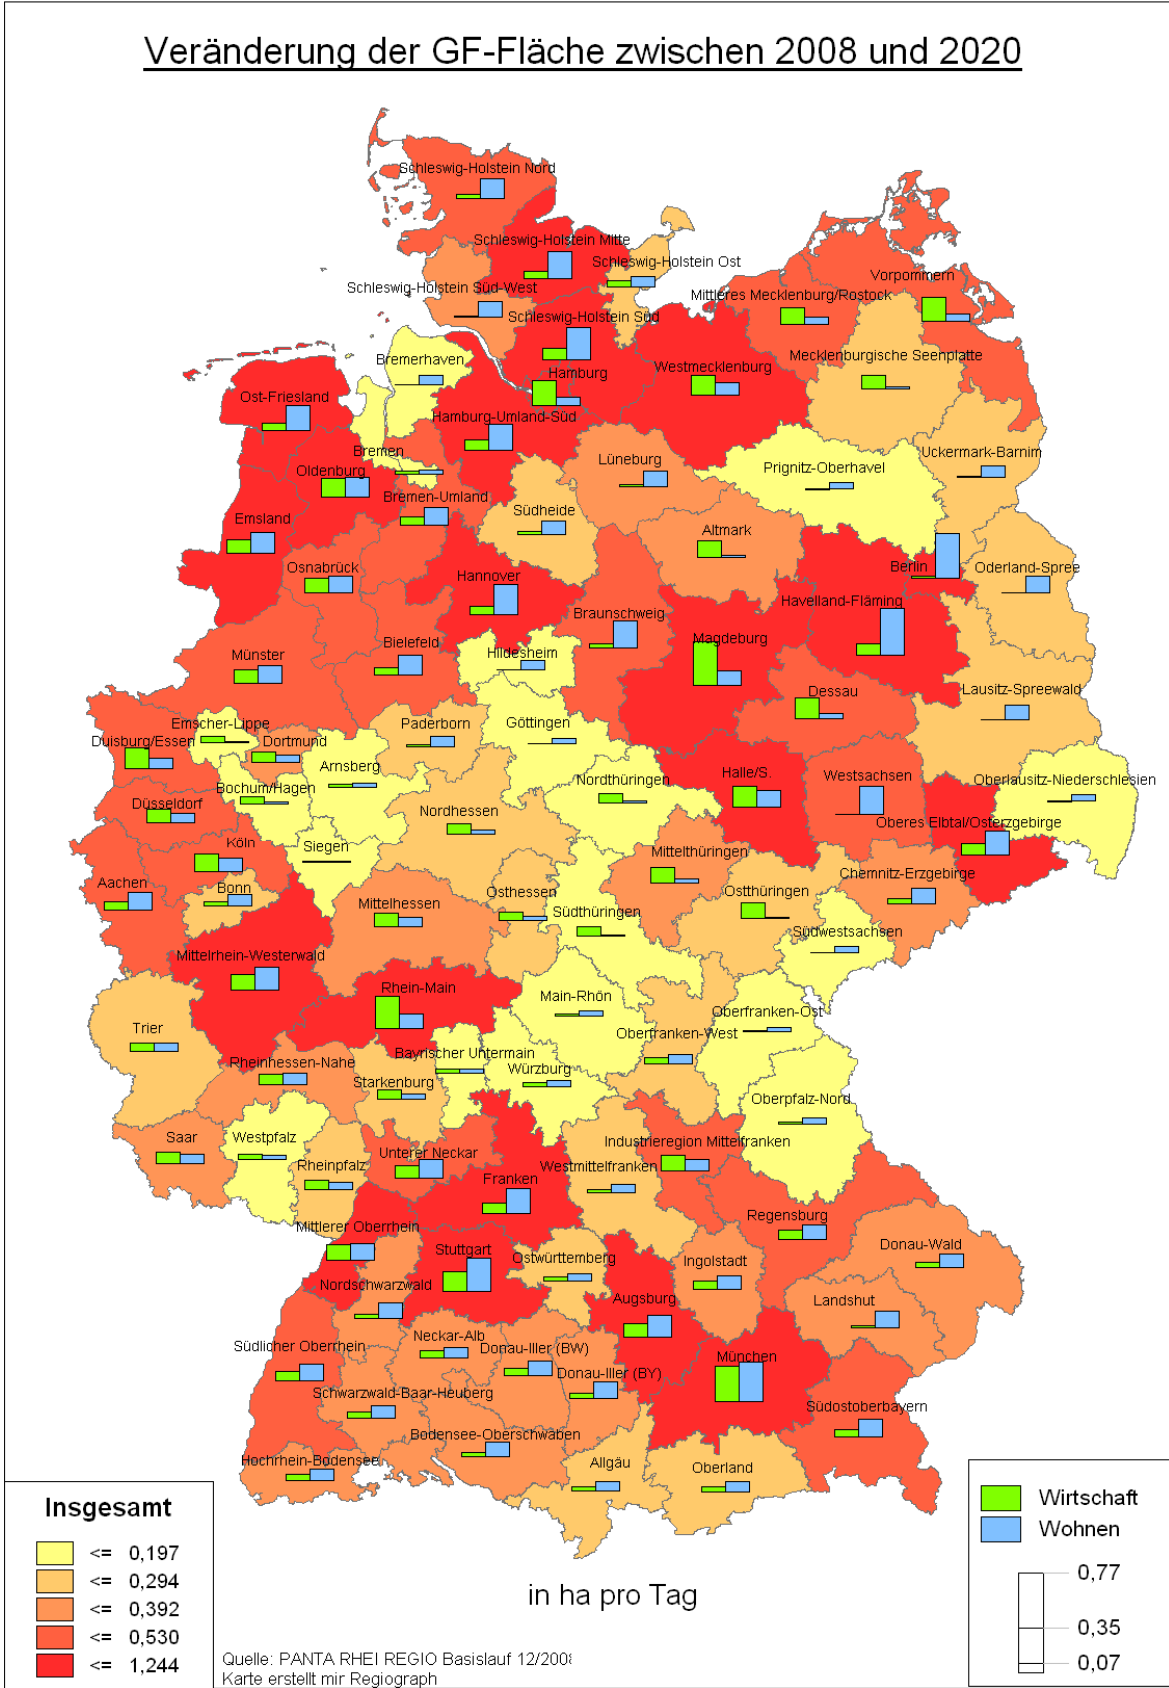 Veränderung der GF-Fläche zwischen 2008 und 2020
Schleswig-Holstein Nord
Schleswig-Holstein Mitte
Schleswig-Holstein Ost
Schleswig-Holstein Süd-West
Vorpommern
Mittleres Mecklenburg/Rostock
Schleswig-Holstein Süd
Bremerhaven
Mecklenburgische Seenplatte
Westmecklenburg
Hamburg
Ost-Friesland
Hamburg-Umland-Süd
Bremen
Lüneburg
Uckermark-Barnim
Prignitz-Oberhavel
Oldenburg
Bremen-Umland
Südheide
Emsland
Altmark
Berlin
Oderland-Spree
Osnabrück
Hannover
Havelland-Fläming
Braunschweig
Magdeburg
Bielefeld
Münster
Hildesheim
Dessau
Lausitz-Spreewald
Emscher-Lippe
Paderborn
Göttingen
Duisburg/Essen
Dortmund
Arnsberg
Nordthüringen
Halle/S.
Westsachsen
Oberlausitz-Niederschlesien
Bochum/Hagen
Düsseldorf
Nordhessen
Oberes Elbtal/Osterzgebirge
Köln
Siegen
Mittelthüringen
Chemnitz-Erzgebirge
Aachen
Bonn
Mittelhessen
Osthessen
Südthüringen
Ostthüringen
Südwestsachsen
Mittelrhein-Westerwald
Rhein-Main
Main-Rhön
Oberfranken-Ost
Trier
Oberfranken-West
Bayrischer Untermain
Rheinhessen-Nahe
Würzburg
Starkenburg
Oberpfalz-Nord
Saar
Westpfalz
Rheinpfalz
Unterer Neckar
Industrieregion Mittelfranken
Westmittelfranken
Franken
Regensburg
Mittlerer Oberrhein
Donau-Wald
Stuttgart
Ostwürttemberg
Ingolstadt
Nordschwarzwald
Augsburg
Landshut
Südlicher Oberrhein
Neckar-Alb
Donau-Iller (BW)
München
Donau-Iller (BY)
Schwarzwald-Baar-Heuberg
Südostoberbayern
Bodensee-Oberschwaben
Hochrhein-Bodensee
Allgäu
Oberland
Insgesamt
<= 0,197
<= 0,294
<= 0,392
<= 0,530
<= 1,244
in ha pro Tag
Wirtschaft
Wohnen
0,77
0,35
0,07
Quelle: PANTA RHEI REGIO Basislauf 12/2008
Karte erstellt mir Regiograph